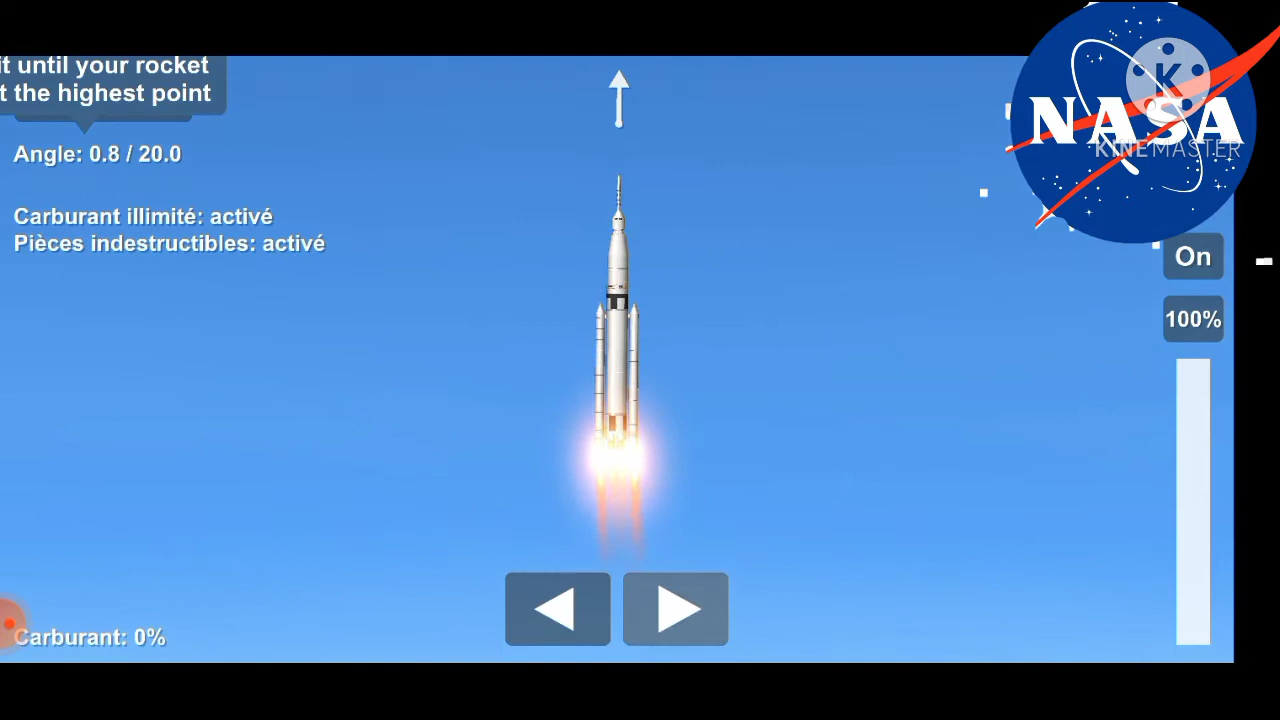 it until your rocket
t the highest point
Angle: 0.8 / 20.0
Carburant illimité: activé
Pièces indestructibles: activé
NASA
K
KINEMASTER
On
100%
Carburant: 0%